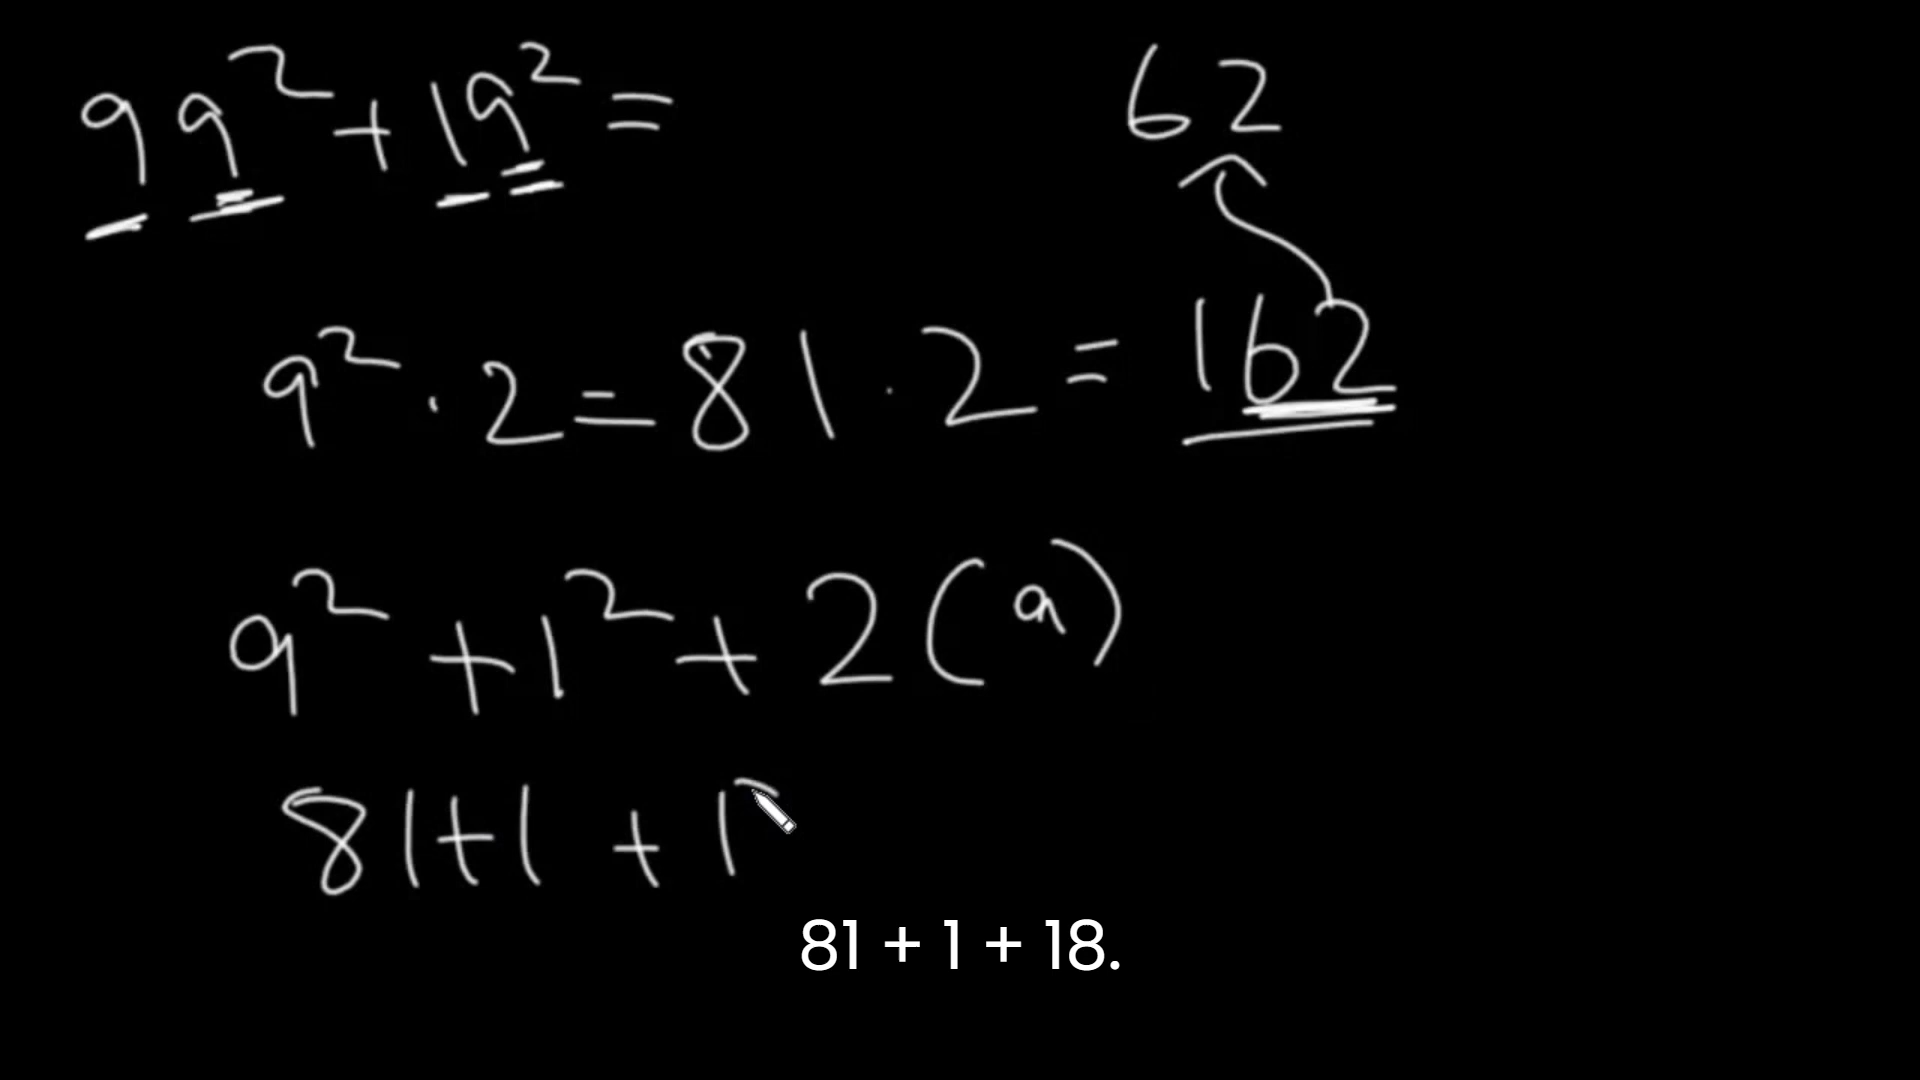 99² + 19² =
62
9² · 2 = 81 · 2 = 162
9² + 1² + 2(9)
81 + 1 + 1
81 + 1 + 18.